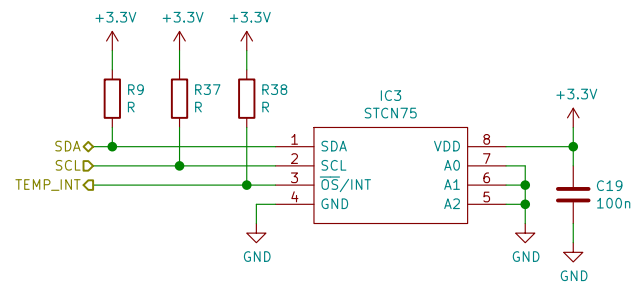 +3.3V +3.3V +3.3V
R9 R37 R38
R R R
IC3
STCN75
+3.3V
SDA 1 SDA VDD 8
SCL 2 SCL A0 7
TEMP_INT 3 OS/INT A1 6
4 GND A2 5
C19
100n
GND GND
GND